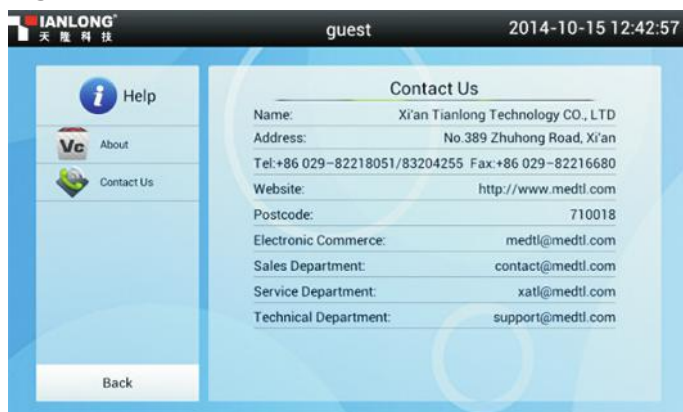 TIANLONG
天隆科技
guest
2014-10-15 12:42:57
Help
Vc
About
Contact Us
Back
Contact Us
Name: Xi'an Tianlong Technology CO., LTD
Address: No.389 Zhuhong Road, Xi'an
Tel:+86 029-82218051/83204255 Fax:+86 029-82216680
Website: http://www.medtl.com
Postcode: 710018
Electronic Commerce: medtl@medtl.com
Sales Department: contact@medtl.com
Service Department: xatl@medtl.com
Technical Department: support@medtl.com